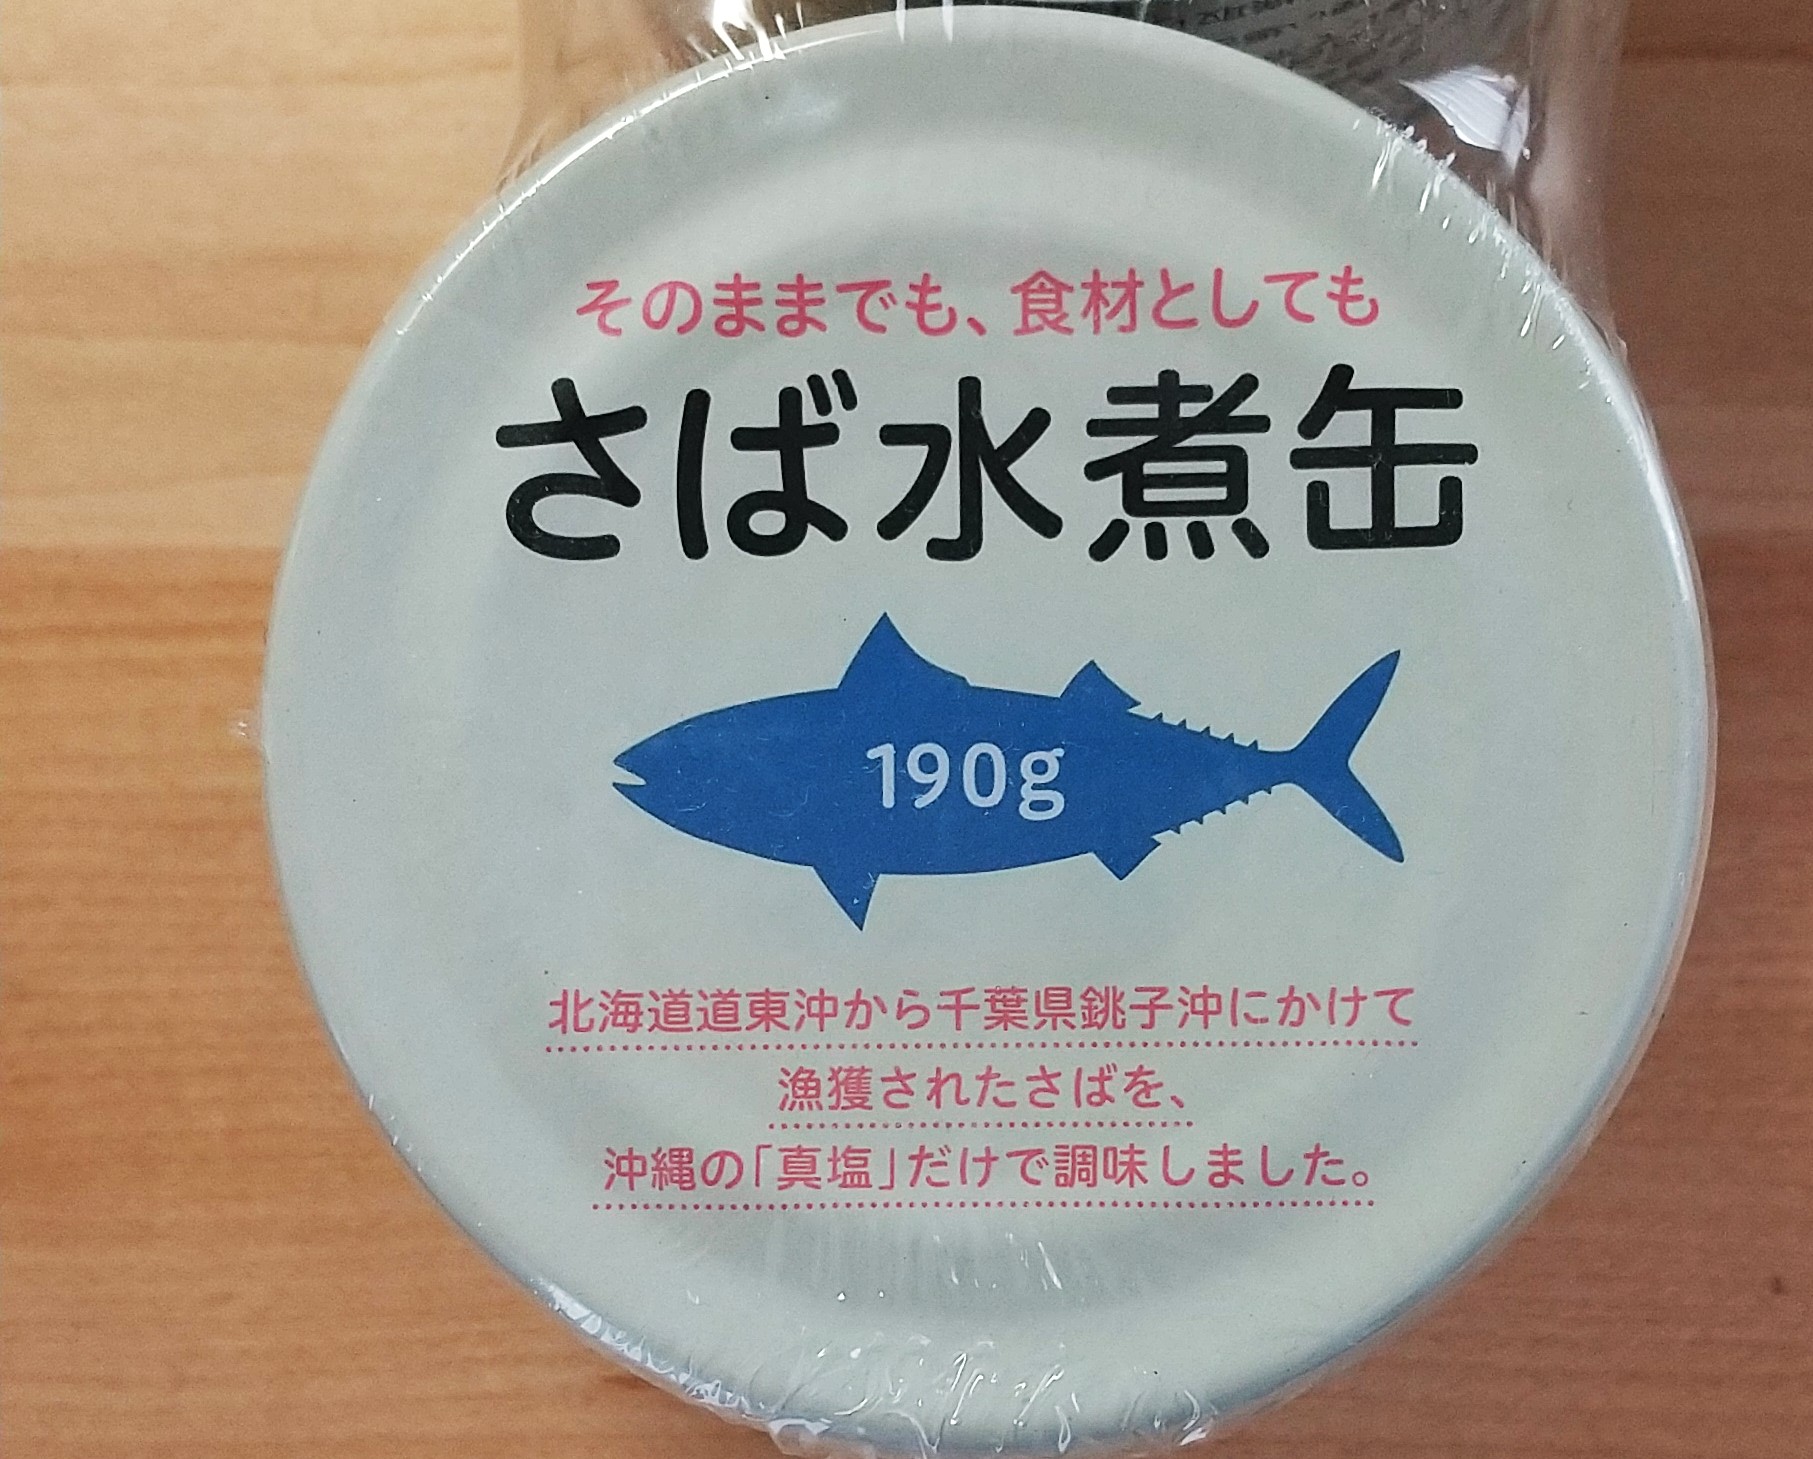 そのままでも、食材としても
さば水煮缶
190g
北海道道東沖から千葉県銚子沖にかけて
漁獲されたさばを、
沖縄の「真塩」だけで調味しました。